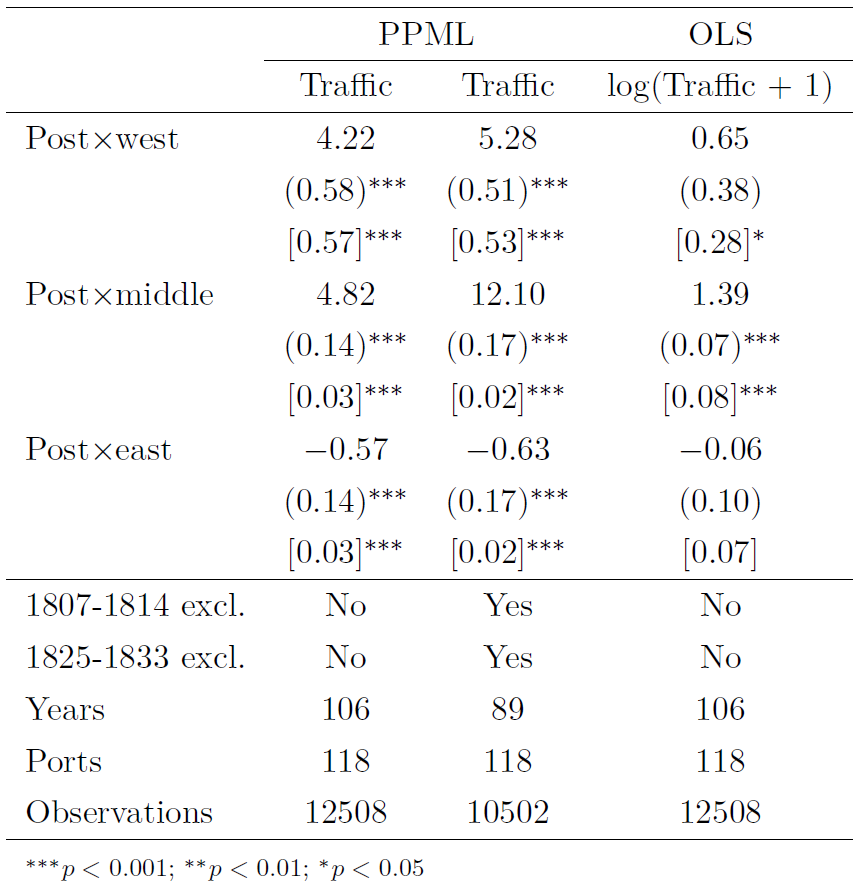 PPML OLS
Traffic Traffic log(Traffic + 1)
Post×west 4.22 5.28 0.65
(0.58)*** (0.51)*** (0.38)
[0.57]*** [0.53]*** [0.28]*
Post×middle 4.82 12.10 1.39
(0.14)*** (0.17)*** (0.07)***
[0.03]*** [0.02]*** [0.08]***
Post×east −0.57 −0.63 −0.06
(0.14)*** (0.17)*** (0.10)
[0.03]*** [0.02]*** [0.07]
1807-1814 excl. No Yes No
1825-1833 excl. No Yes No
Years 106 89 106
Ports 118 118 118
Observations 12508 10502 12508
***p < 0.001; **p < 0.01; *p < 0.05